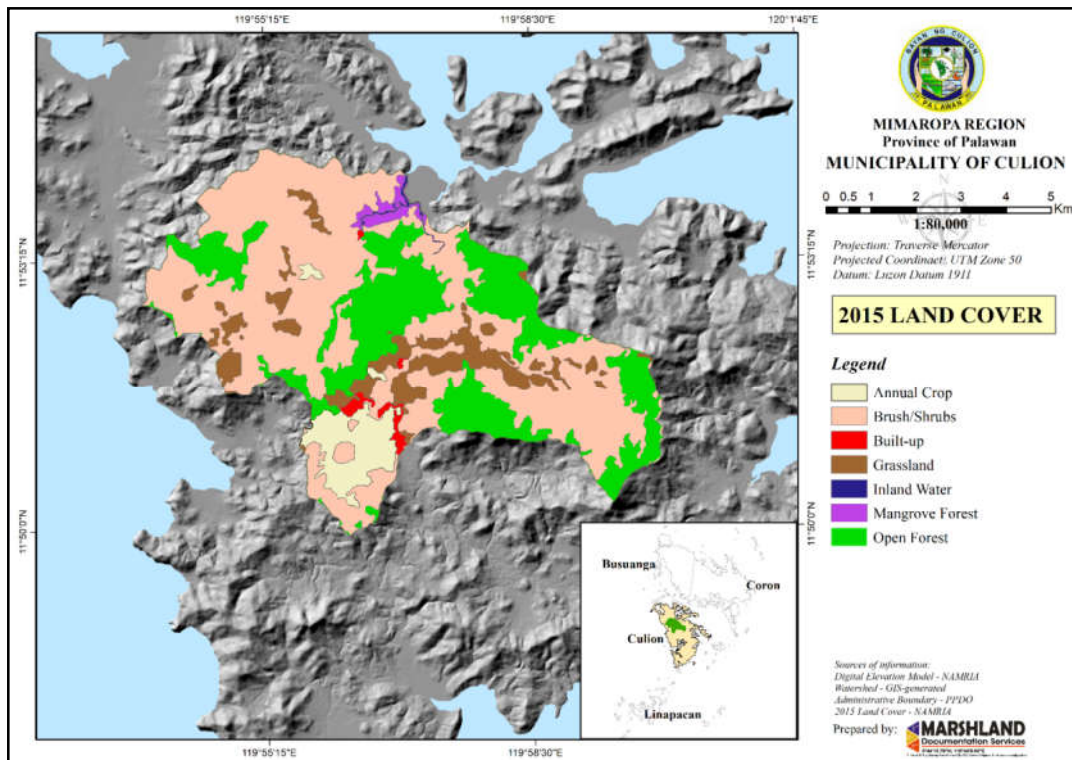 119°55'15"E
119°58'30"E
120°1'45"E
11°53'15"N
11°50'0"N
119°55'15"E
119°58'30"E
11°53'15"N
11°50'0"N
Busuanga
Coron
Culion
Linapacan
BAYAN NG CULION
PALAWAN
MIMAROPA REGION
Province of Palawan
MUNICIPALITY OF CULION
N
W E
0 0.5 1 2 3 4 5
Km
1:80,000
Projection: Traverse Mercator
Projected Coordinaet: UTM Zone 50
Datum: Luzon Datum 1911
2015 LAND COVER
Legend
Annual Crop
Brush/Shrubs
Built-up
Grassland
Inland Water
Mangrove Forest
Open Forest
Sources of information:
Digital Elevation Model - NAMRIA
Watershed - GIS-generated
Administrative Boundary - PPDO
2015 Land Cover - NAMRIA
Prepared by:
MARSHLAND
Documentation Services